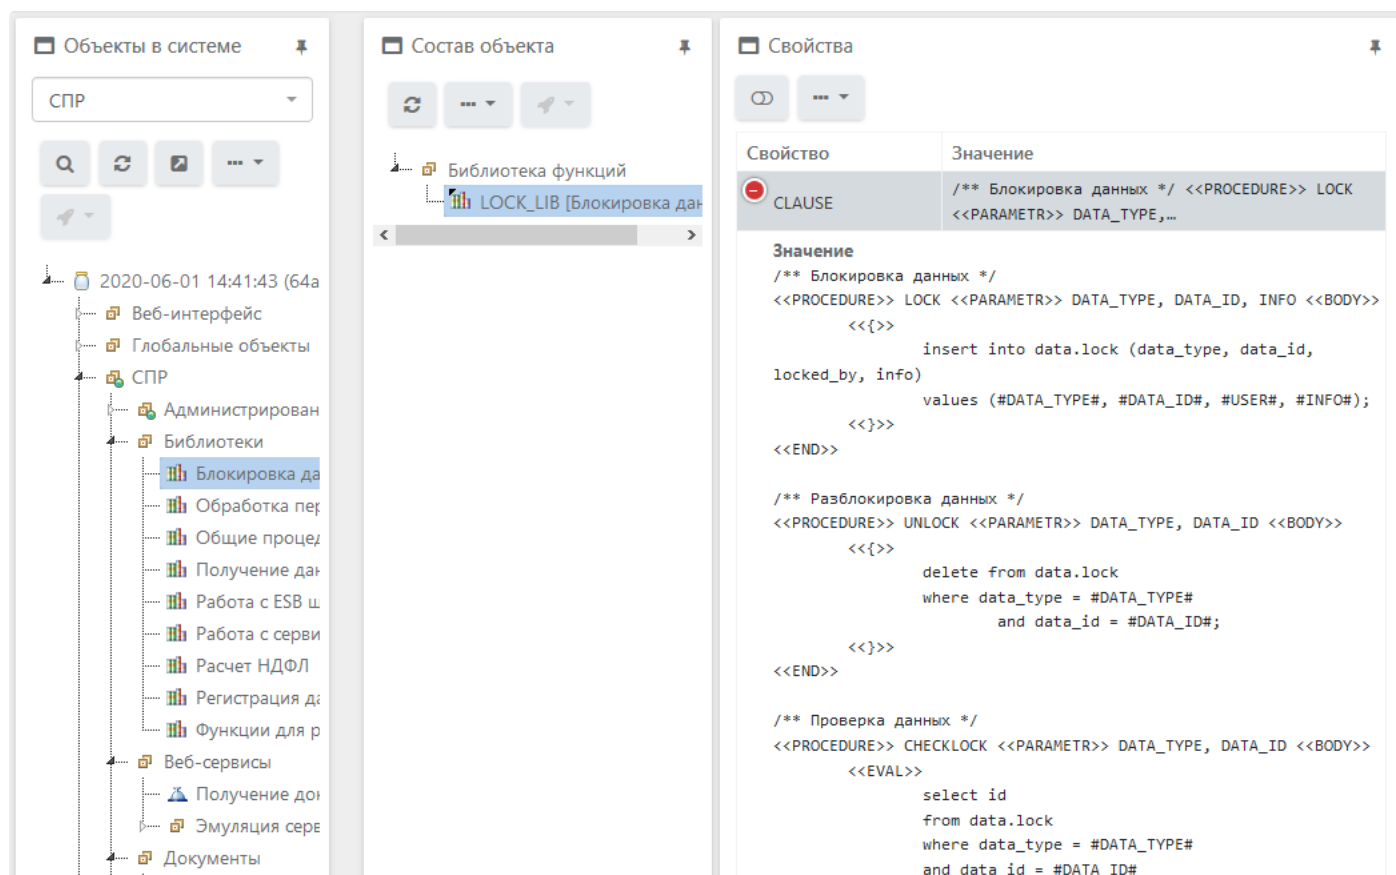 Объекты в системе
СПР
2020-06-01 14:41:43 (64a
Веб-интерфейс
Глобальные объекты
СПР
Администрирован
Библиотеки
Блокировка да
Обработка пер
Общие процед
Получение дан
Работа с ESB ш
Работа с серви
Расчет НДФЛ
Регистрация да
Функции для р
Веб-сервисы
Получение док
Эмуляция серв
Документы
Состав объекта
Библиотека функций
LOCK_LIB [Блокировка дан
Свойства
Свойство Значение
CLAUSE
/** Блокировка данных */ <<PROCEDURE>> LOCK
<<PARAMETR>> DATA_TYPE,…
Значение
/** Блокировка данных */
<<PROCEDURE>> LOCK <<PARAMETR>> DATA_TYPE, DATA_ID, INFO <<BODY>>
<<{>>
insert into data.lock (data_type, data_id,
locked_by, info)
values (#DATA_TYPE#, #DATA_ID#, #USER#, #INFO#);
<<}>>
<<END>>
/** Разблокировка данных */
<<PROCEDURE>> UNLOCK <<PARAMETR>> DATA_TYPE, DATA_ID <<BODY>>
<<{>>
delete from data.lock
where data_type = #DATA_TYPE#
and data_id = #DATA_ID#;
<<}>>
<<END>>
/** Проверка данных */
<<PROCEDURE>> CHECKLOCK <<PARAMETR>> DATA_TYPE, DATA_ID <<BODY>>
<<EVAL>>
select id
from data.lock
where data_type = #DATA_TYPE#
and data_id = #DATA_ID#